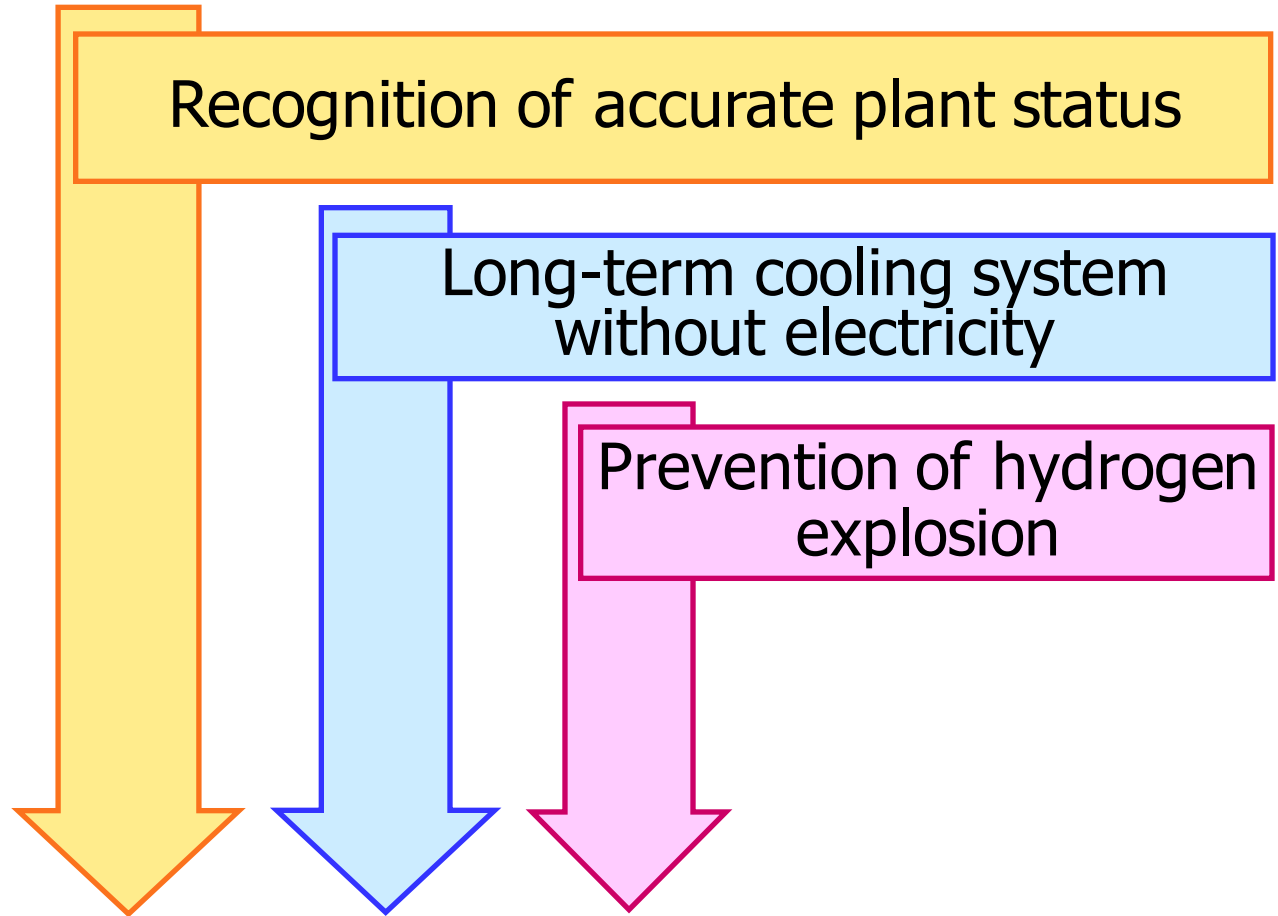 Recognition of accurate plant status
Long-term cooling system
without electricity
Prevention of hydrogen
explosion